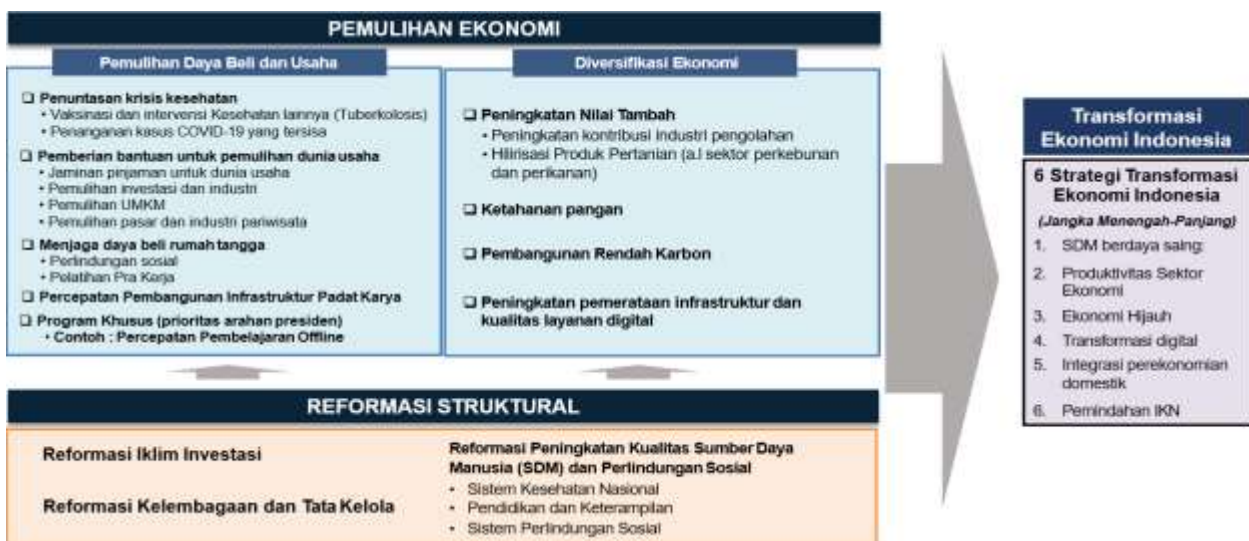 PEMULIHAN EKONOMI
Pemulihan Daya Beli dan Usaha
❑ Penuntasan krisis kesehatan
• Vaksinasi dan intervensi Kesehatan lainnya (Tuberkolosis)
• Penanganan kasus COVID-19 yang tersisa
❑ Pemberian bantuan untuk pemulihan dunia usaha
• Jaminan pinjaman untuk dunia usaha
• Pemulihan investasi dan industri
• Pemulihan UMKM
• Pemulihan pasar dan industri pariwisata
❑ Menjaga daya beli rumah tangga
• Perlindungan sosial
• Pelatihan Pra Kerja
❑ Percepatan Pembangunan Infrastruktur Padat Karya
❑ Program Khusus (prioritas arahan presiden)
• Contoh : Percepatan Pembelajaran Offline
Diversifikasi Ekonomi
❑ Peningkatan Nilai Tambah
• Peningkatan kontribusi industri pengolahan
• Hilirisasi Produk Pertanian (a.l sektor perkebunan
dan perikanan)
❑ Ketahanan pangan
❑ Pembangunan Rendah Karbon
❑ Peningkatan pemerataan infrastruktur dan
kualitas layanan digital
REFORMASI STRUKTURAL
Reformasi Iklim Investasi
Reformasi Kelembagaan dan Tata Kelola
Reformasi Peningkatan Kualitas Sumber Daya
Manusia (SDM) dan Perlindungan Sosial
• Sistem Kesehatan Nasional
• Pendidikan dan Keterampilan
• Sistem Perlindungan Sosial
Transformasi
Ekonomi Indonesia
6 Strategi Transformasi
Ekonomi Indonesia
(Jangka Menengah-Panjang)
1. SDM berdaya saing:
2. Produktivitas Sektor
Ekonomi
3. Ekonomi Hijauh
4. Transformasi digital
5. Integrasi perekonomian
domestik
6. Pemindahan IKN